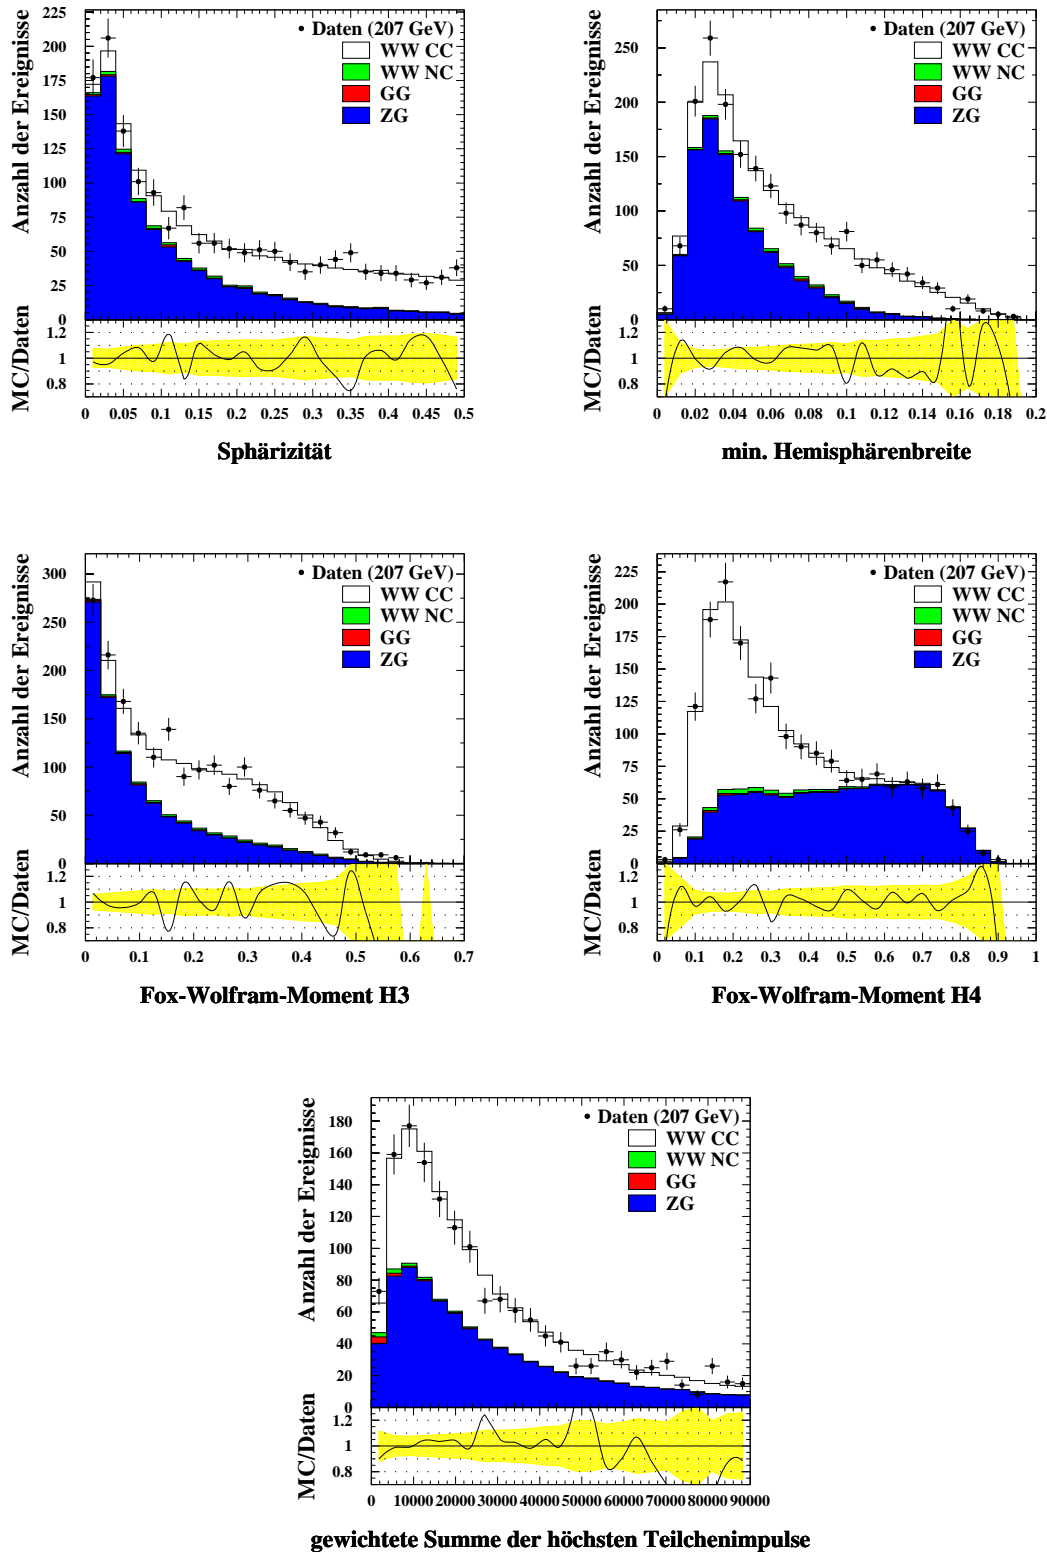 Anzahl der Ereignisse
225
200
175
150
125
100
75
50
25
0
Daten (207 GeV)
WW CC
WW NC
GG
ZG
MC/Daten
1.2
1
0.8
0 0.05 0.1 0.15 0.2 0.25 0.3 0.35 0.4 0.45 0.5
Sphärizität
Anzahl der Ereignisse
250
200
150
100
50
0
Daten (207 GeV)
WW CC
WW NC
GG
ZG
MC/Daten
1.2
1
0.8
0 0.02 0.04 0.06 0.08 0.1 0.12 0.14 0.16 0.18 0.2
min. Hemisphärenbreite
Anzahl der Ereignisse
300
250
200
150
100
50
0
Daten (207 GeV)
WW CC
WW NC
GG
ZG
MC/Daten
1.2
1
0.8
0 0.1 0.2 0.3 0.4 0.5 0.6 0.7
Fox-Wolfram-Moment H3
Anzahl der Ereignisse
225
200
175
150
125
100
75
50
25
0
Daten (207 GeV)
WW CC
WW NC
GG
ZG
MC/Daten
1.2
1
0.8
0 0.1 0.2 0.3 0.4 0.5 0.6 0.7 0.8 0.9 1
Fox-Wolfram-Moment H4
Anzahl der Ereignisse
180
160
140
120
100
80
60
40
20
0
Daten (207 GeV)
WW CC
WW NC
GG
ZG
MC/Daten
1.2
1
0.8
0 10000 20000 30000 40000 50000 60000 70000 80000 90000
gewichtete Summe der höchsten Teilchenimpulse